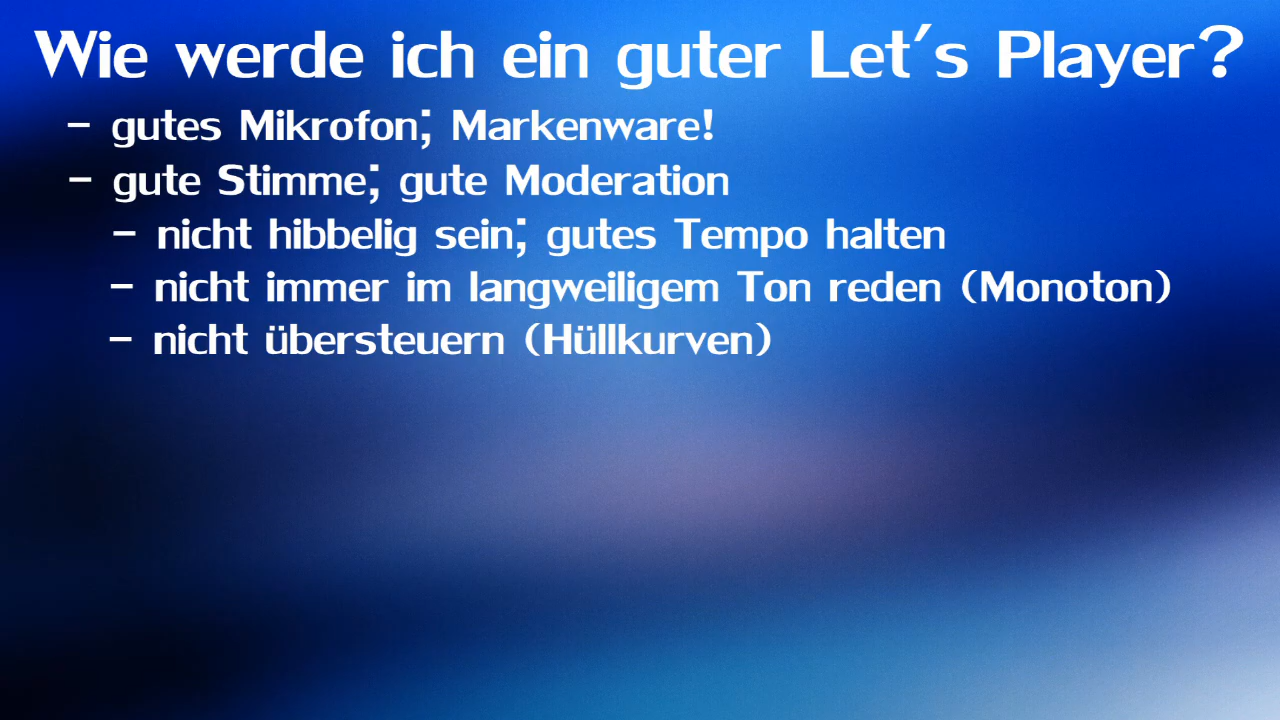 Wie werde ich ein guter Let's Player?
- gutes Mikrofon; Markenware!
- gute Stimme; gute Moderation
- nicht hibbelig sein; gutes Tempo halten
- nicht immer im langweiligem Ton reden (Monoton)
- nicht übersteuern (Hüllkurven)